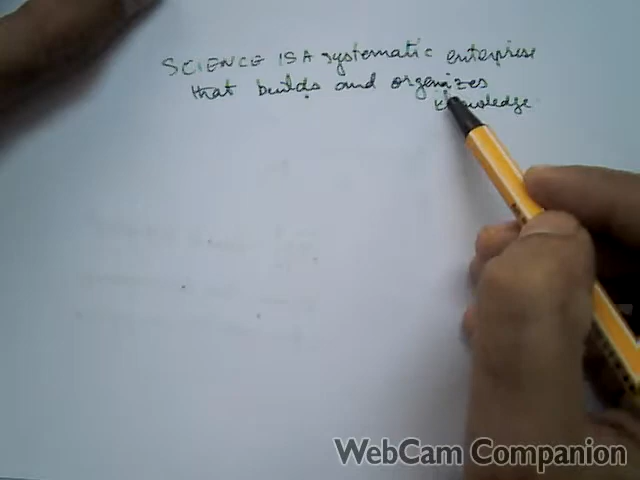 SCIENCE IS A systematic enterprise
that builds and organizes
knowledge
WebCam Companion